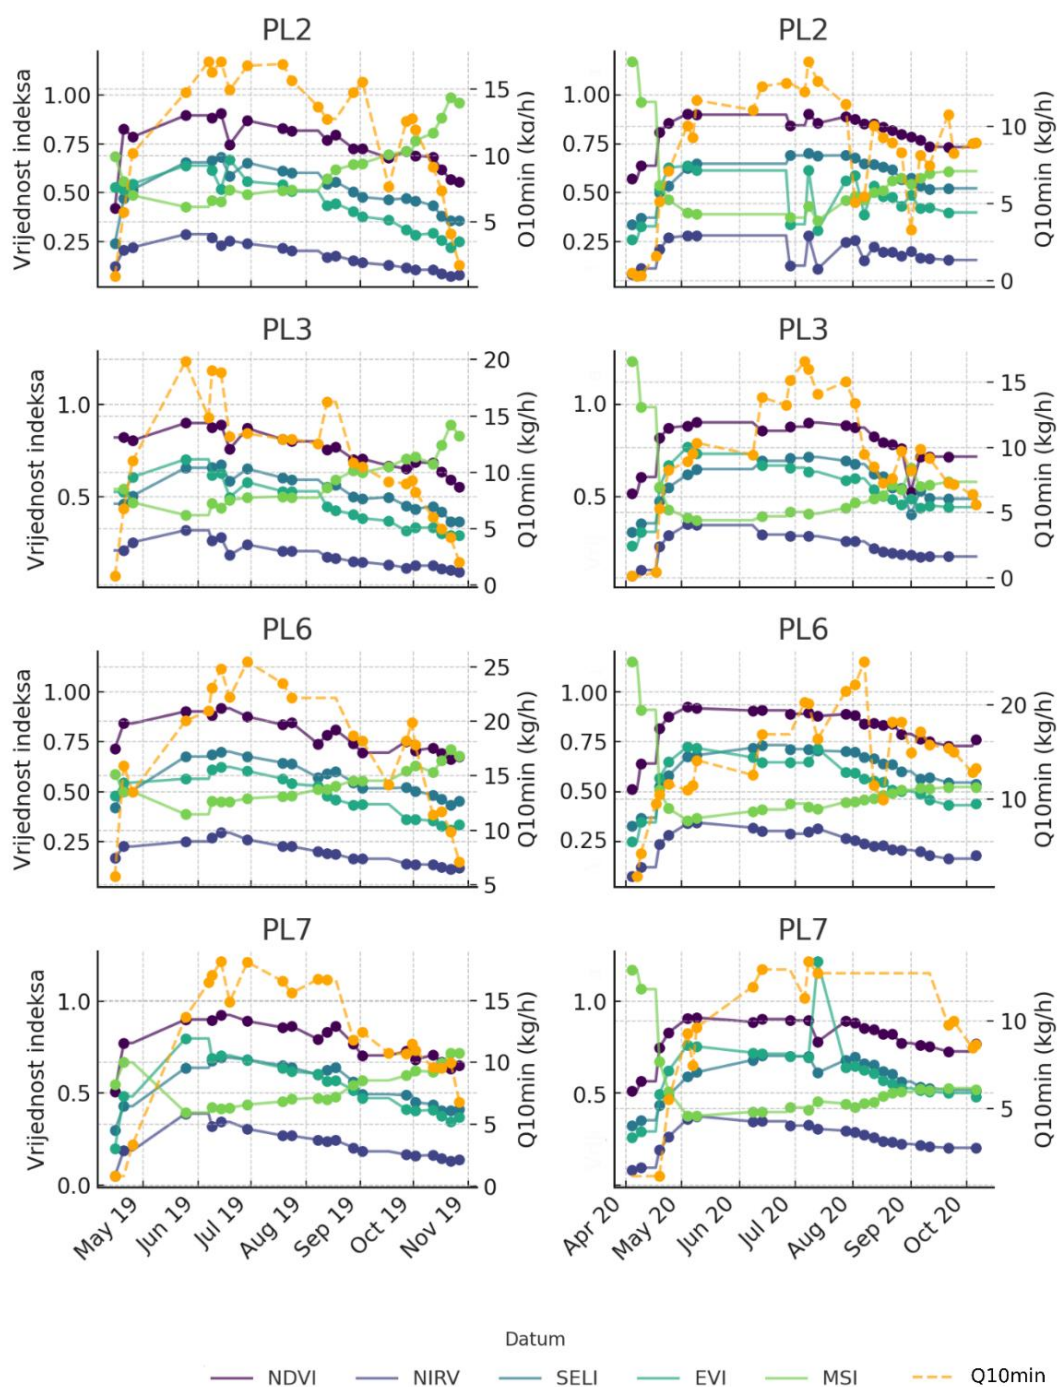 PL2 PL2
Vrijednost indeksa
1.00
0.75
0.50
0.25
15
10
5
Q10min (kg/h)
1.00
0.75
0.50
0.25
10
5
0
Q10min (kg/h)
PL3 PL3
Vrijednost indeksa
1.0
0.5
20
15
10
5
0
Q10min (kg/h)
1.0
0.5
15
10
5
0
Q10min (kg/h)
PL6 PL6
Vrijednost indeksa
1.00
0.75
0.50
0.25
25
20
15
10
5
Q10min (kg/h)
1.00
0.75
0.50
0.25
20
10
Q10min (kg/h)
PL7 PL7
Vrijednost indeksa
1.0
0.5
0.0
15
10
5
0
Q10min (kg/h)
1.0
0.5
10
5
Q10min (kg/h)
May 19 Jun 19 Jul 19 Aug 19 Sep 19 Oct 19 Nov 19
Apr 20 May 20 Jun 20 Jul 20 Aug 20 Sep 20 Oct 20
Datum
NDVI NIRV SELI EVI MSI Q10min